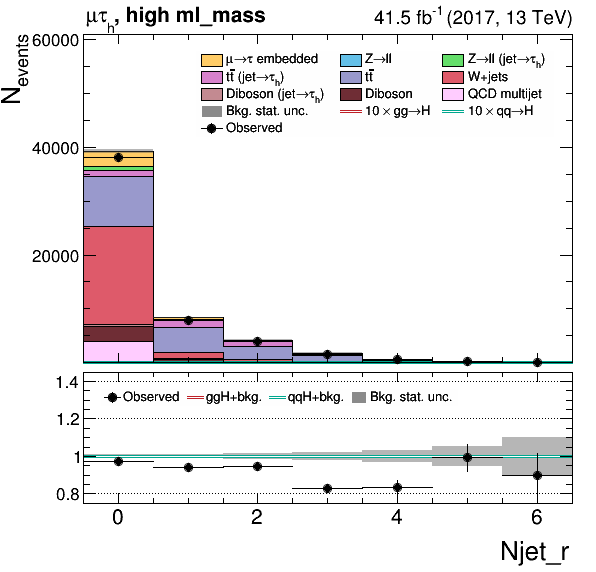 μτh, high ml_mass 41.5 fb⁻¹ (2017, 13 TeV)
Nevents
60000
40000
20000
μ→τ embedded Z→ll Z→ll (jet→τh)
tt̄ (jet→τh) tt̄ W+jets
Diboson (jet→τh) Diboson QCD multijet
Bkg. stat. unc. 10 × gg→H 10 × qq→H
Observed
1.4
1.2
1
0.8
Observed ggH+bkg. qqH+bkg. Bkg. stat. unc.
0 2 4 6
Njet_r